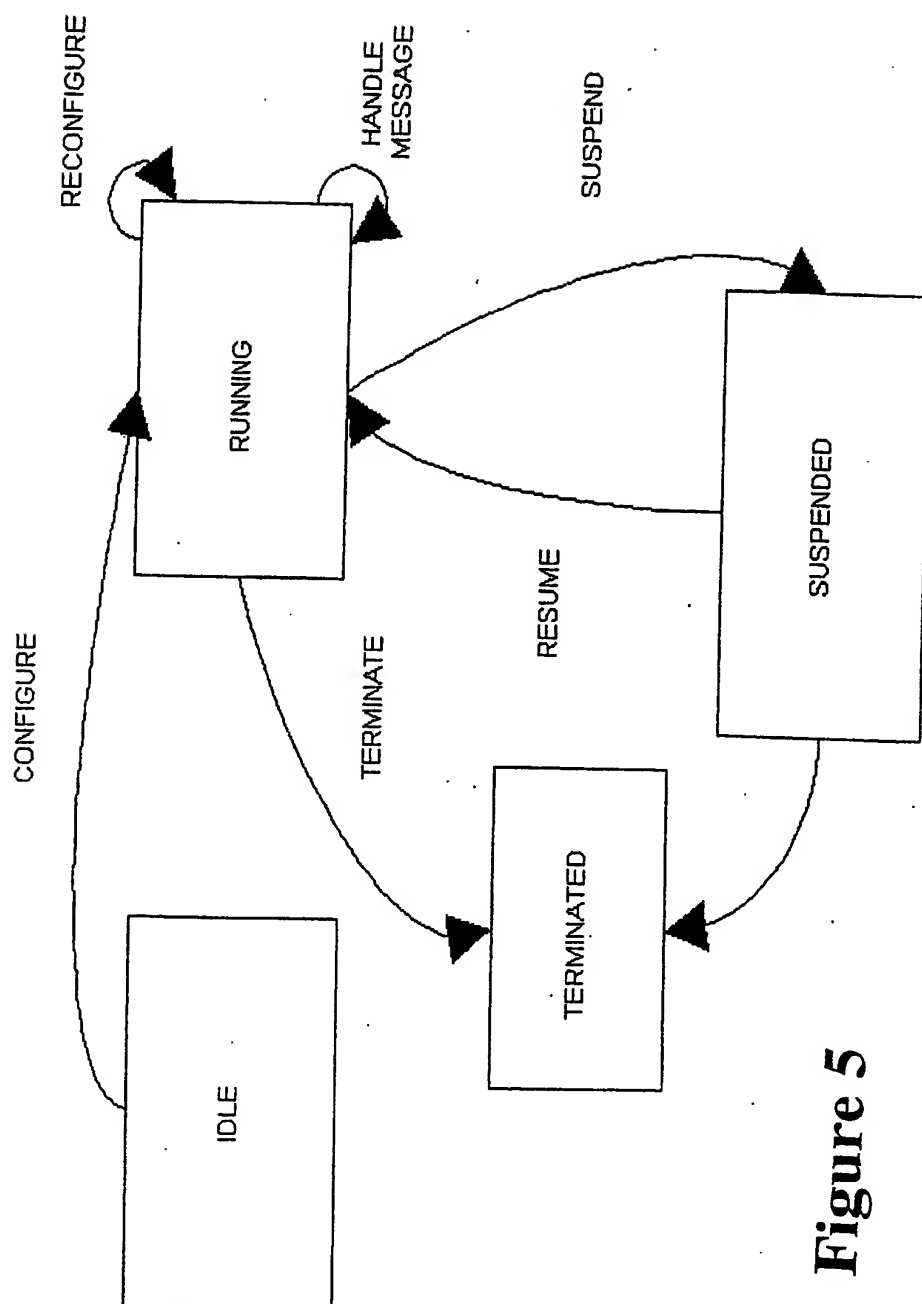 CONFIGURE
RECONFIGURE
IDLE
RUNNING
HANDLE
MESSAGE
TERMINATE
TERMINATED
RESUME
SUSPEND
SUSPENDED
Figure 5